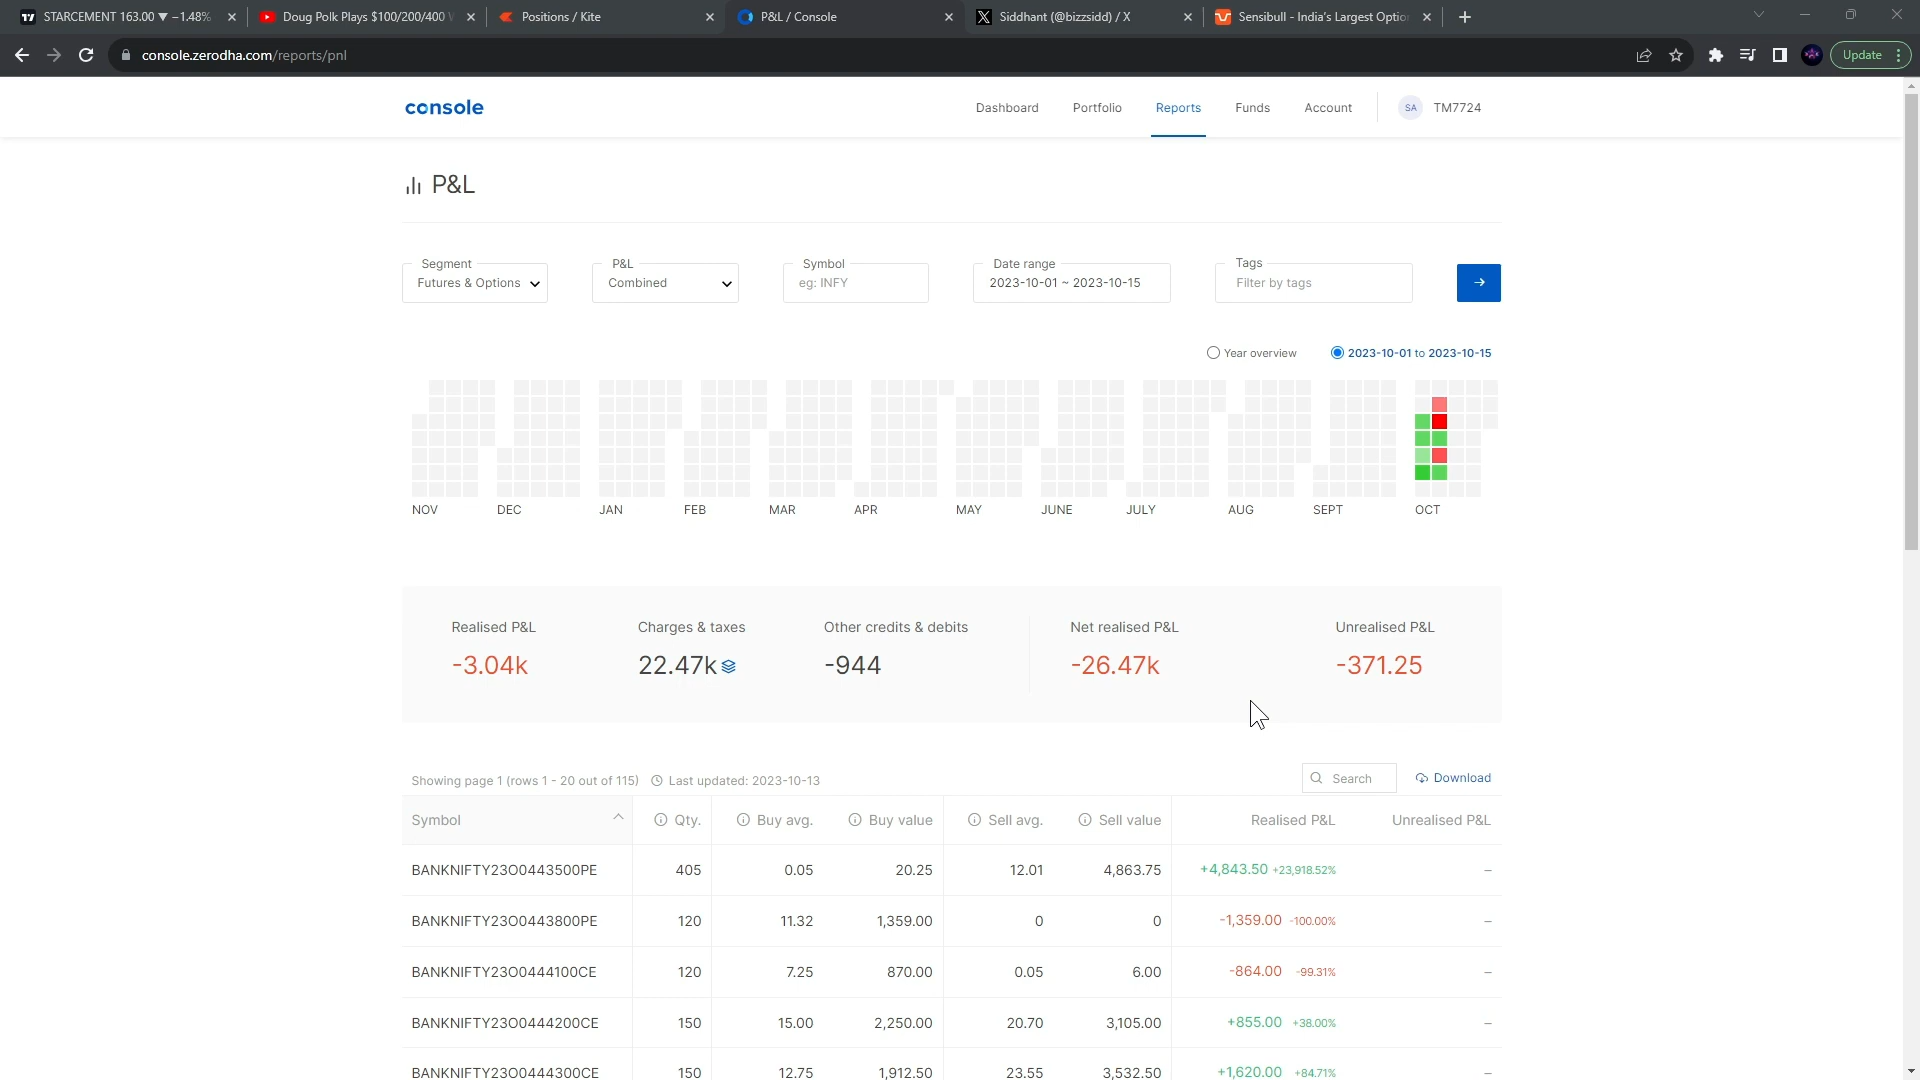 STARCEMENT 163.00 ▼ −1.48%
Doug Polk Plays $100/200/400
Positions / Kite
P&L / Console
Siddhant (@bizzsidd) / X
Sensibull - India's Largest Optio
console.zerodha.com/reports/pnl
Update
console
Dashboard Portfolio Reports Funds Account SA TM7724
P&L
Segment P&L Symbol Date range Tags
Futures & Options Combined eg: INFY 2023-10-01 ~ 2023-10-15 Filter by tags
Year overview 2023-10-01 to 2023-10-15
NOV DEC JAN FEB MAR APR MAY JUNE JULY AUG SEPT OCT
Realised P&L Charges & taxes Other credits & debits Net realised P&L Unrealised P&L
-3.04k 22.47k -944 -26.47k -371.25
Showing page 1 (rows 1 - 20 out of 115) Last updated: 2023-10-13 Search Download
Symbol Qty. Buy avg. Buy value Sell avg. Sell value Realised P&L Unrealised P&L
BANKNIFTY23O0443500PE 405 0.05 20.25 12.01 4,863.75 +4,843.50 +23,918.52% –
BANKNIFTY23O0443800PE 120 11.32 1,359.00 0 0 -1,359.00 -100.00% –
BANKNIFTY23O0444100CE 120 7.25 870.00 0.05 6.00 -864.00 -99.31% –
BANKNIFTY23O0444200CE 150 15.00 2,250.00 20.70 3,105.00 +855.00 +38.00% –
BANKNIFTY23O0444300CE 150 12.75 1,912.50 23.55 3,532.50 +1,620.00 +84.71% –